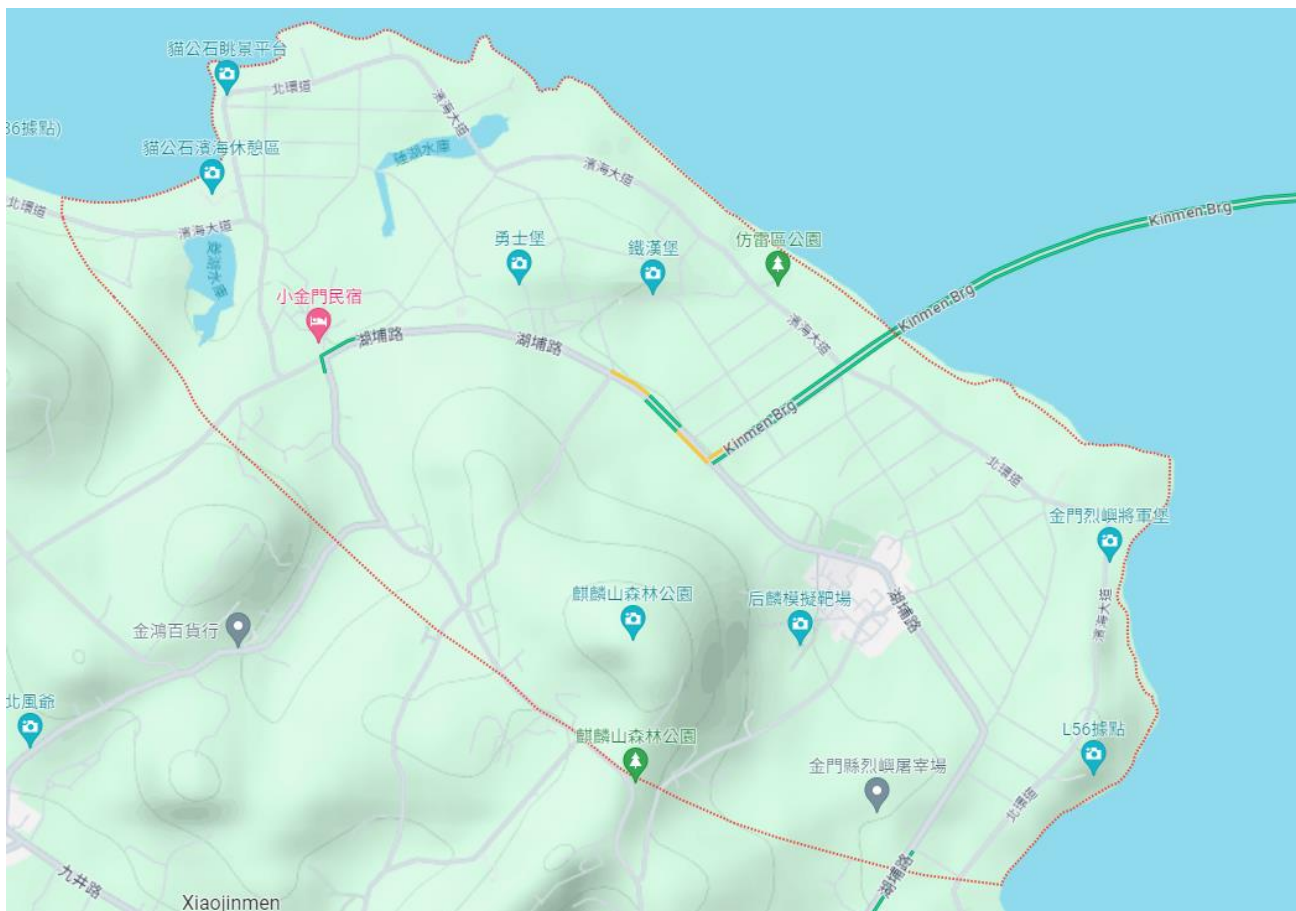 貓公石眺景平台
北環道
濱海大道
36據點)
貓公石濱海休憩區
陵湖水庫
濱海大道
北環道
濱海大道
Kinmen Brg
勇士堡
鐵漢堡
仿雷區公園
小金門民宿
湖埔路
湖埔路
濱海大道
Kinmen Brg
Kinmen Brg
北環道
金門烈嶼將軍堡
麒麟山森林公園
后麟模擬靶場
湖埔路
濱海大道
金鴻百貨行
北風爺
麒麟山森林公園
L56據點
金門縣烈嶼屠宰場
北環道
湖埔路
九井路
Xiaojinmen